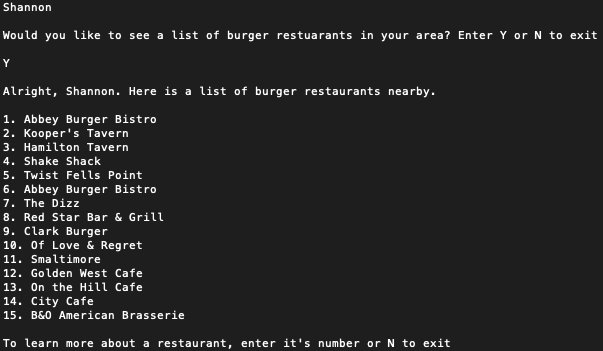 Shannon
Would you like to see a list of burger restuarants in your area? Enter Y or N to exit
Y
Alright, Shannon. Here is a list of burger restaurants nearby.
1. Abbey Burger Bistro
2. Kooper's Tavern
3. Hamilton Tavern
4. Shake Shack
5. Twist Fells Point
6. Abbey Burger Bistro
7. The Dizz
8. Red Star Bar & Grill
9. Clark Burger
10. Of Love & Regret
11. Smaltimore
12. Golden West Cafe
13. On the Hill Cafe
14. City Cafe
15. B&O American Brasserie
To learn more about a restaurant, enter it's number or N to exit